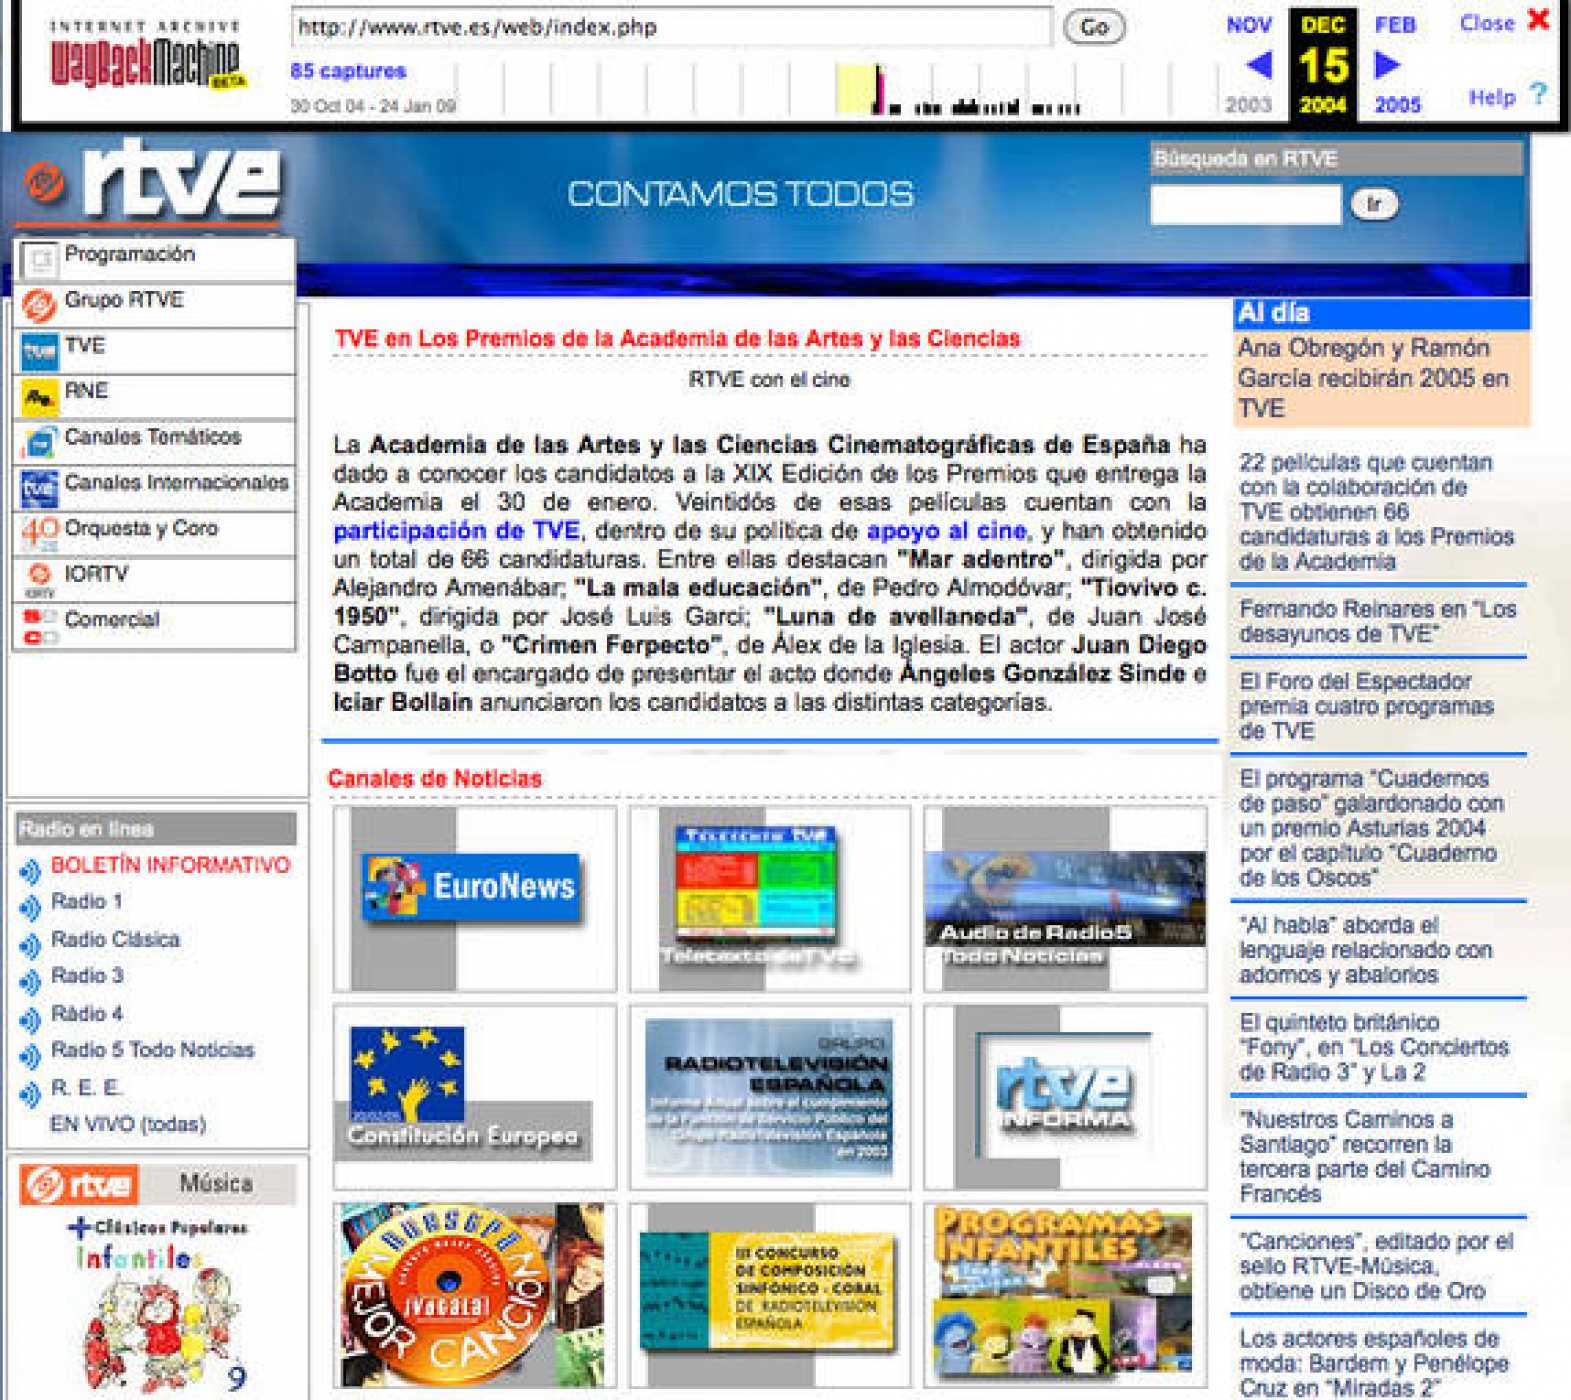 INTERNET ARCHIVE
WayBackMachine
BETA
http://www.rtve.es/web/index.php
Go
85 captures
30 Oct 04 - 24 Jan 09
NOV DEC FEB
15
2003 2004 2005
Close
Help ?
rtve
CONTAMOS TODOS
Búsqueda en RTVE
Ir
Programación
Grupo RTVE
TVE
RNE
Canales Temáticos
Canales Internacionales
Orquesta y Coro
IORTV
Comercial
Radio en línea
BOLETÍN INFORMATIVO
Radio 1
Radio Clásica
Radio 3
Ràdio 4
Radio 5 Todo Noticias
R. E. E.
EN VIVO (todas)
rtve Música
+Clásicos Populares
Infantiles
9
TVE en Los Premios de la Academia de las Artes y las Ciencias
RTVE con el cine
La Academia de las Artes y las Ciencias Cinematográficas de España ha
dado a conocer los candidatos a la XIX Edición de los Premios que entrega la
Academia el 30 de enero. Veintidós de esas películas cuentan con la
participación de TVE, dentro de su política de apoyo al cine, y han obtenido
un total de 66 candidaturas. Entre ellas destacan "Mar adentro", dirigida por
Alejandro Amenábar; "La mala educación", de Pedro Almodóvar; "Tiovivo c.
1950", dirigida por José Luis Garci; "Luna de avellaneda", de Juan José
Campanella, o "Crimen Ferpecto", de Álex de la Iglesia. El actor Juan Diego
Botto fue el encargado de presentar el acto donde Ángeles González Sinde e
Iciar Bollain anunciaron los candidatos a las distintas categorías.
Canales de Noticias
EuroNews
Teletexto TVE
Teletexto de TVE
Audio de Radio5
Todo Noticias
Constitución Europea
GRUPO
RADIOTELEVISIÓN
ESPAÑOLA
Informe Anual sobre el cumplimiento
de la Función de Servicio Público del
Grupo Radiotelevisión Española
en 2003
rtve
INFORMA
MEJOR CANCIÓN
¡VOTALA!
III CONCURSO
DE COMPOSICIÓN
SINFÓNICO - CORAL
DE RADIOTELEVISIÓN
ESPAÑOLA
PROGRAMAS
INFANTILES
Al día
Ana Obregón y Ramón
García recibirán 2005 en
TVE
22 películas que cuentan
con la colaboración de
TVE obtienen 66
candidaturas a los Premios
de la Academia
Fernando Reinares en "Los
desayunos de TVE"
El Foro del Espectador
premia cuatro programas
de TVE
El programa "Cuadernos
de paso" galardonado con
un premio Asturias 2004
por el capítulo "Cuaderno
de los Oscos"
"Al habla" aborda el
lenguaje relacionado con
adornos y abalorios
El quinteto británico
"Fony", en "Los Conciertos
de Radio 3" y La 2
"Nuestros Caminos a
Santiago" recorren la
tercera parte del Camino
Francés
"Canciones", editado por el
sello RTVE-Música,
obtiene un Disco de Oro
Los actores españoles de
moda: Bardem y Penélope
Cruz en "Miradas 2"